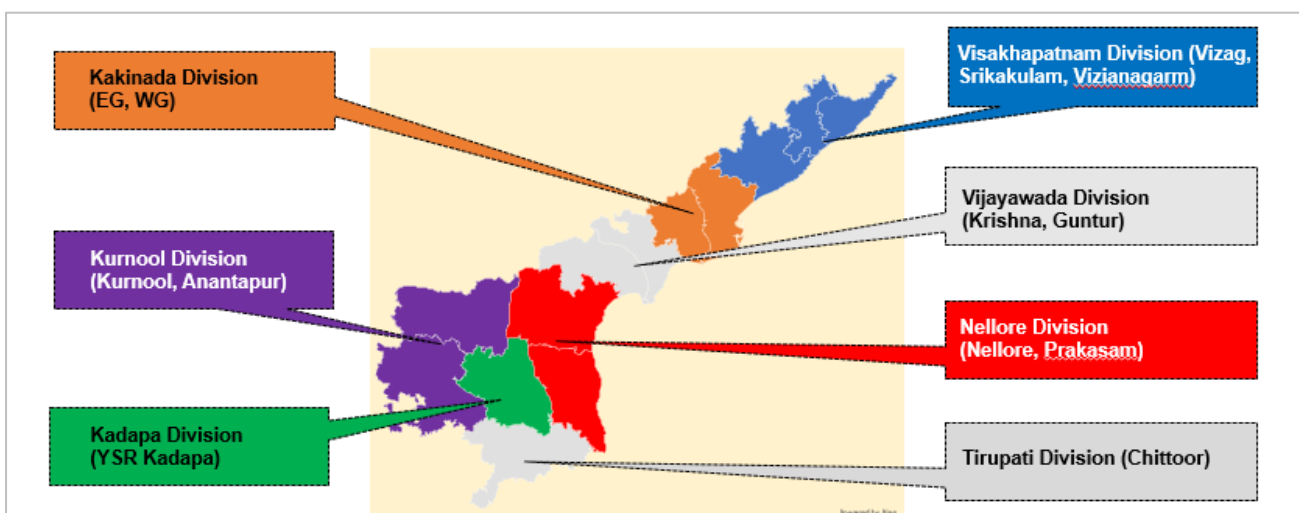 Kakinada Division
(EG, WG)
Visakhapatnam Division (Vizag,
Srikakulam, Vizianagarm)
Vijayawada Division
(Krishna, Guntur)
Kurnool Division
(Kurnool, Anantapur)
Nellore Division
(Nellore, Prakasam)
Kadapa Division
(YSR Kadapa)
Tirupati Division (Chittoor)